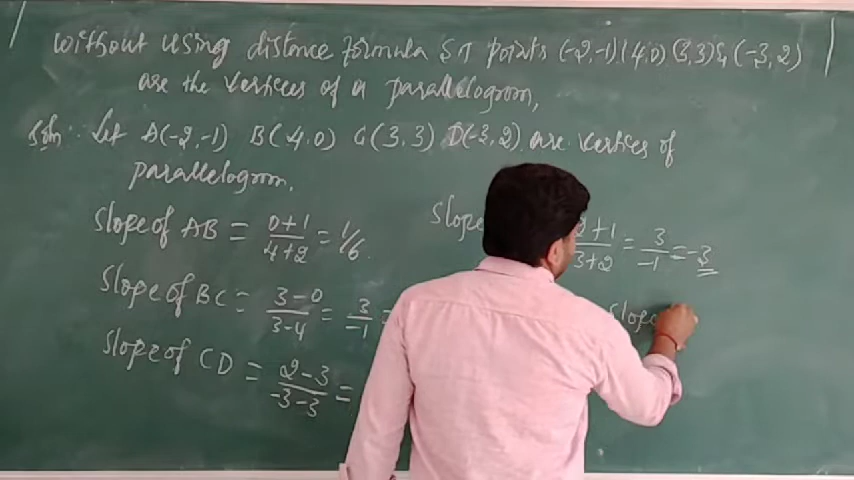 without using distance formula S.T points (-2,-1)(4,0)(3,3)&(-3,2)
are the vertices of a parallelogram,
Soln: Let A(-2,-1) B(4,0) C(3,3) D(-3,2) are vertices of
parallelogram.
Slope of AB = 0+1/4+2 = 1/6.
Slope of BC = 3-0/3-4 = 3/-1 =
Slope of CD = 2-3/-3-3 =
Slope 2+1/3+2 = 3/-1 = -3
Slope